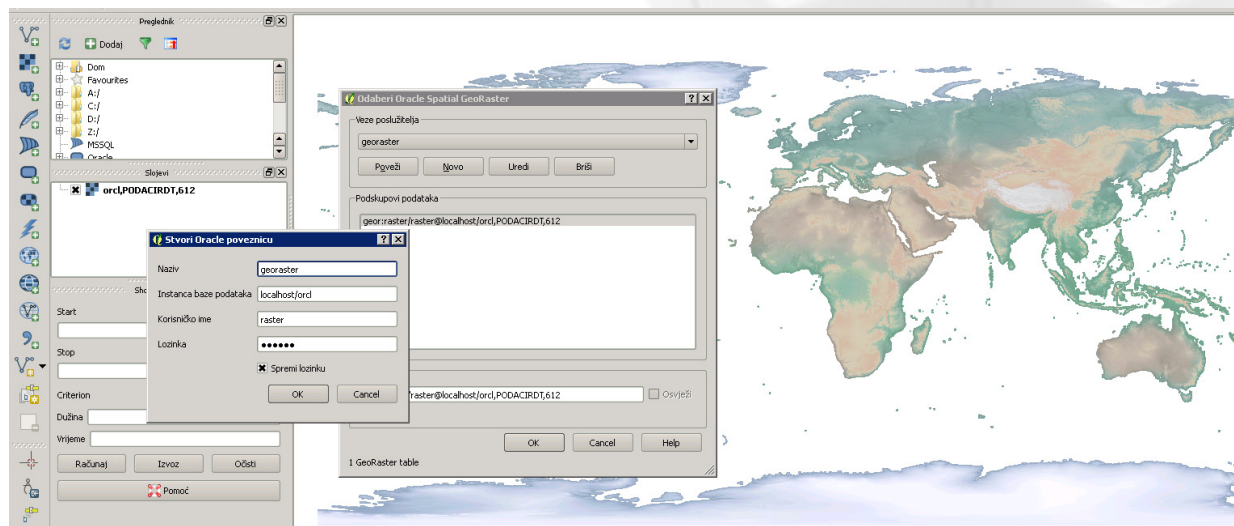 Preglednik
Dodaj
Dom
Favourites
A:/
C:/
D:/
Z:/
MSSQL
Oracle
Slojevi
orcl,PODACIRDT,612
Start
Stop
Criterion
Dužina
Vrijeme
Računaj Izvoz Očisti
Pomoć
Stvori Oracle poveznicu
Naziv georaster
Instanca baze podataka localhost/orcl
Korisničko ime raster
Lozinka ●●●●●●
Spremi lozinku
OK Cancel
Odaberi Oracle Spatial GeoRaster
Veze poslužitelja
georaster
Poveži Novo Uredi Briši
Podskupovi podataka
geor:raster/raster@localhost/orcl,PODACIRDT,612
/raster@localhost/orcl,PODACIRDT,612 Osvježi
OK Cancel Help
1 GeoRaster table